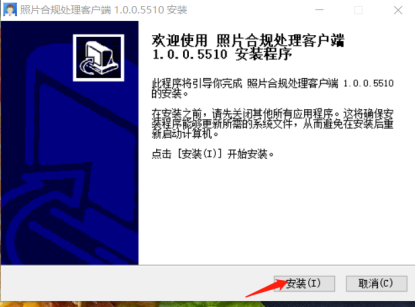 照片合规处理客户端 1.0.0.5510 安装
欢迎使用 照片合规处理客户端
1.0.0.5510 安装程序
此程序将引导你完成 照片合规处理客户端 1.0.0.5510
的安装。
在安装之前，请先关闭其他所有应用程序。这将确保安
装程序能够更新所需的系统文件，从而避免在安装后重
新启动计算机。
点击 [安装(I)] 开始安装。
安装(I)
取消(C)